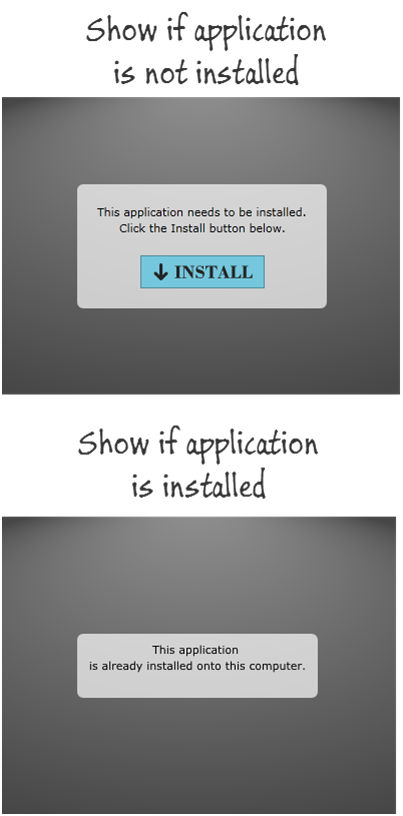 Show if application
is not installed
This application needs to be installed.
Click the Install button below.
INSTALL
Show if application
is installed
This application
is already installed onto this computer.